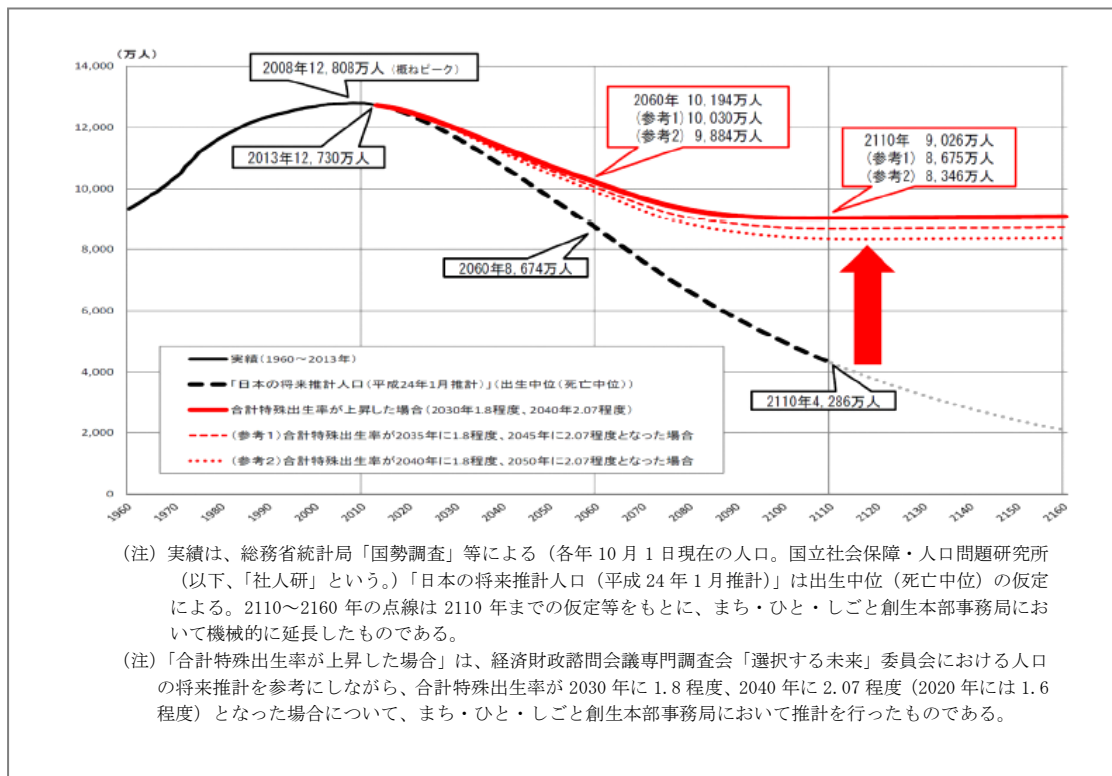 (万人)
14,000
12,000
10,000
8,000
6,000
4,000
2,000
0
2008年12,808万人 (概ねピーク)
2013年12,730万人
2060年 10,194万人
(参考1) 10,030万人
(参考2) 9,884万人
2110年 9,026万人
(参考1) 8,675万人
(参考2) 8,346万人
2060年8,674万人
2110年4,286万人
実績(1960~2013年)
「日本の将来推計人口(平成24年1月推計)」(出生中位(死亡中位))
合計特殊出生率が上昇した場合(2030年1.8程度、2040年2.07程度)
(参考1)合計特殊出生率が2035年に1.8程度、2045年に2.07程度となった場合
(参考2)合計特殊出生率が2040年に1.8程度、2050年に2.07程度となった場合
1960 1970 1980 1990 2000 2010 2020 2030 2040 2050 2060 2070 2080 2090 2100 2110 2120 2130 2140 2150 2160
(注)実績は、総務省統計局「国勢調査」等による(各年 10 月 1 日現在の人口。国立社会保障・人口問題研究所
(以下、「社人研」という。)「日本の将来推計人口(平成 24 年 1 月推計)」は出生中位(死亡中位)の仮定
による。2110~2160 年の点線は 2110 年までの仮定等をもとに、まち・ひと・しごと創生本部事務局にお
いて機械的に延長したものである。
(注)「合計特殊出生率が上昇した場合」は、経済財政諮問会議専門調査会「選択する未来」委員会における人口
の将来推計を参考にしながら、合計特殊出生率が 2030 年に 1.8 程度、2040 年に 2.07 程度(2020 年には 1.6
程度)となった場合について、まち・ひと・しごと創生本部事務局において推計を行ったものである。